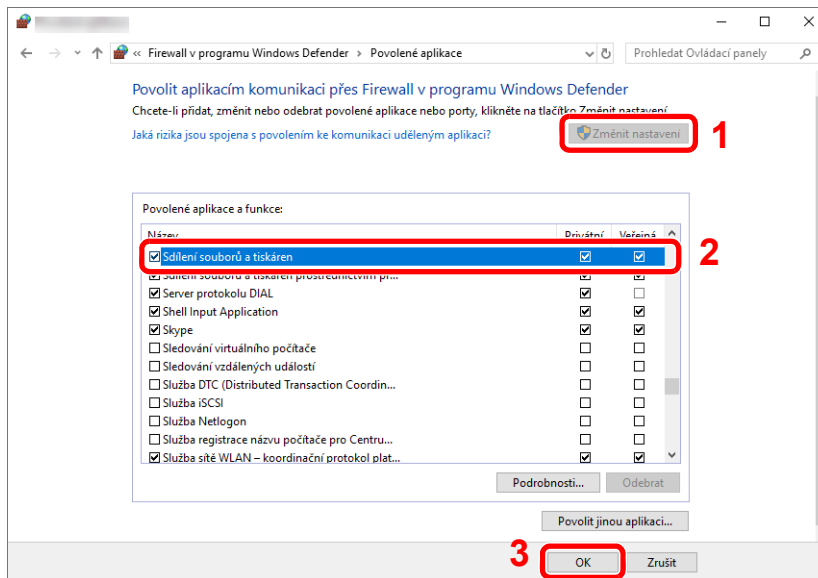 « Firewall v programu Windows Defender > Povolené aplikace
Prohledat Ovládací panely
Povolit aplikacím komunikaci přes Firewall v programu Windows Defender
Chcete-li přidat, změnit nebo odebrat povolené aplikace nebo porty, klikněte na tlačítko Změnit nastavení.
Jaká rizika jsou spojena s povolením ke komunikaci uděleným aplikaci?
Změnit nastavení
1
Povolené aplikace a funkce:
Název Privátní Veřejná
Sdílení souborů a tiskáren
2
Sdílení souborů a tiskáren prostřednictvím pr...
Server protokolu DIAL
Shell Input Application
Skype
Sledování virtuálního počítače
Sledování vzdálených událostí
Služba DTC (Distributed Transaction Coordin...
Služba iSCSI
Služba Netlogon
Služba registrace názvu počítače pro Centru...
Služba sítě WLAN – koordinační protokol plat...
Podrobnosti...
Odebrat
Povolit jinou aplikaci...
3
OK
Zrušit